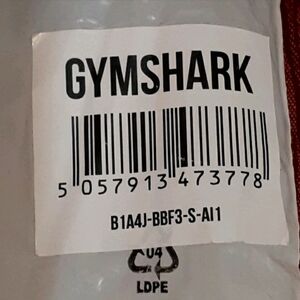 GYMSHARK
5 057913 473778
B1A4J-BBF3-S-AI1
04
LDPE